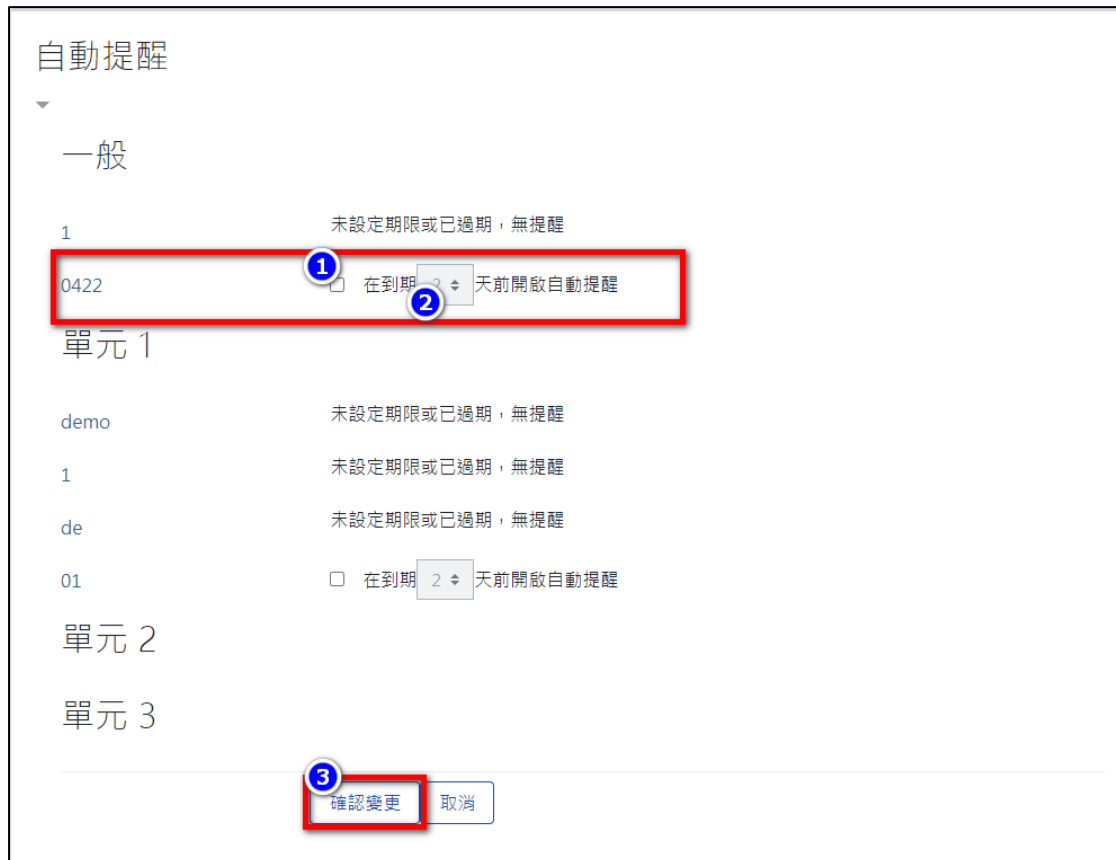 自動提醒
一般
1 未設定期限或已過期，無提醒
1
0422 在到期 2 天前開啟自動提醒
2
單元 1
demo 未設定期限或已過期，無提醒
1 未設定期限或已過期，無提醒
de 未設定期限或已過期，無提醒
01 在到期 2 天前開啟自動提醒
單元 2
單元 3
3
確認變更 取消